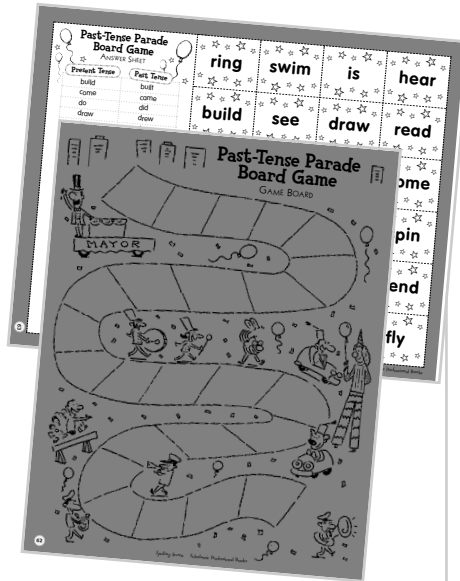 Past-Tense Parade
Board Game
ANSWER SHEET
Present Tense Past Tense
build built
come came
do did
draw drew
ring swim is hear
build see draw read
ome
pin
end
fly
Past-Tense Parade
Board Game
GAME BOARD
MAYOR
62